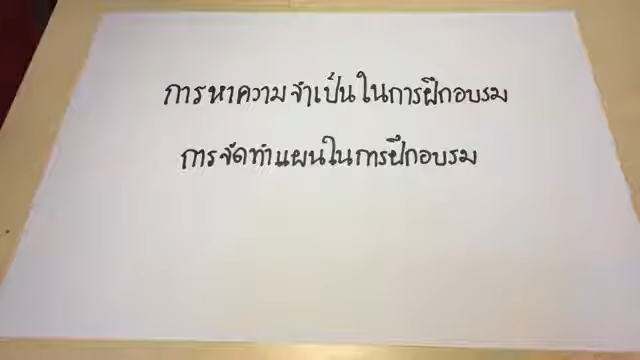 การหาความจำเป็นในการฝึกอบรม
การจัดทำแผนในการฝึกอบรม